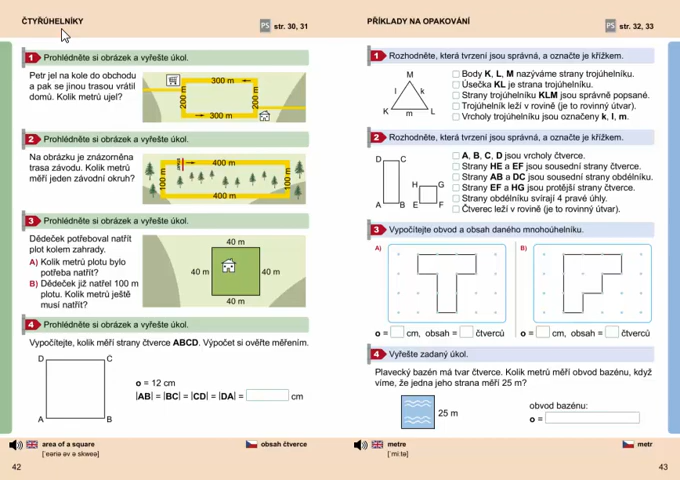 ČTYŘÚHELNÍKY
PS str. 30, 31
1 Prohlédněte si obrázek a vyřešte úkol.
Petr jel na kole do obchodu
a pak se jinou trasou vrátil
domů. Kolik metrů ujel?
300 m
200 m
200 m
300 m
2 Prohlédněte si obrázek a vyřešte úkol.
Na obrázku je znázorněna
trasa závodu. Kolik metrů
měří jeden závodní okruh?
START
400 m
100 m
100 m
400 m
3 Prohlédněte si obrázek a vyřešte úkol.
Dědeček potřeboval natřít
plot kolem zahrady.
A) Kolik metrů plotu bylo
potřeba natřít?
B) Dědeček již natřel 100 m
plotu. Kolik metrů ještě
musí natřít?
40 m
40 m
40 m
40 m
4 Prohlédněte si obrázek a vyřešte úkol.
Vypočítejte, kolik měří strany čtverce ABCD. Výpočet si ověřte měřením.
D C
A B
o = 12 cm
|AB| = |BC| = |CD| = |DA| = cm
area of a square
[ˈeəriə əv ə skweə]
obsah čtverce
42
PŘÍKLADY NA OPAKOVÁNÍ
PS str. 32, 33
1 Rozhodněte, která tvrzení jsou správná, a označte je křížkem.
M
l k
K m L
Body K, L, M nazýváme strany trojúhelníku.
Úsečka KL je strana trojúhelníku.
Strany trojúhelníku KLM jsou správně popsané.
Trojúhelník leží v rovině (je to rovinný útvar).
Vrcholy trojúhelníku jsou označeny k, l, m.
2 Rozhodněte, která tvrzení jsou správná, a označte je křížkem.
D C
H G
A B E F
A, B, C, D jsou vrcholy čtverce.
Strany HE a EF jsou sousední strany čtverce.
Strany AB a DC jsou sousední strany obdélníku.
Strany EF a HG jsou protější strany čtverce.
Strany obdélníku svírají 4 pravé úhly.
Čtverec leží v rovině (je to rovinný útvar).
3 Vypočítejte obvod a obsah daného mnohoúhelníku.
A)
B)
o = cm, obsah = čtverců
o = cm, obsah = čtverců
4 Vyřešte zadaný úkol.
Plavecký bazén má tvar čtverce. Kolik metrů měří obvod bazénu, když
víme, že jedna jeho strana měří 25 m?
25 m
obvod bazénu:
o =
metre
[ˈmiːtə]
metr
43